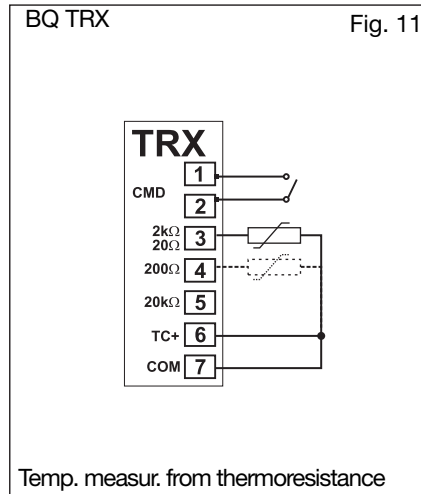 BQ TRX
Fig. 11
TRX
CMD
1
2
2kΩ
20Ω
3
200Ω 4
20kΩ 5
TC+ 6
COM 7
Temp. measur. from thermoresistance